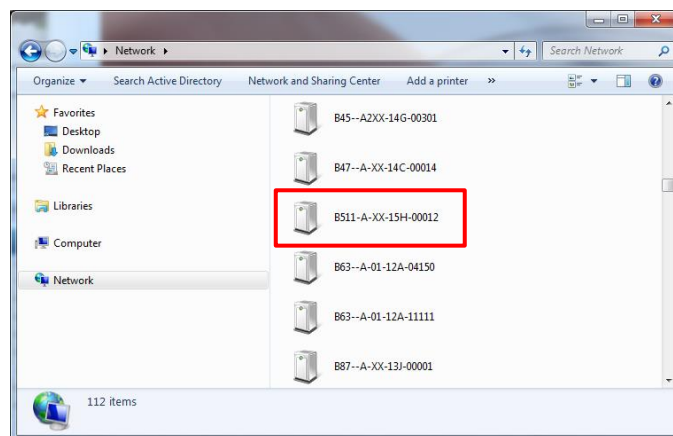 Network
Search Network
Organize
Search Active Directory
Network and Sharing Center
Add a printer
»
Favorites
Desktop
Downloads
Recent Places
Libraries
Computer
Network
B45--A2XX-14G-00301
B47--A-XX-14C-00014
B511-A-XX-15H-00012
B63--A-01-12A-04150
B63--A-01-12A-11111
B87--A-XX-13J-00001
112 items